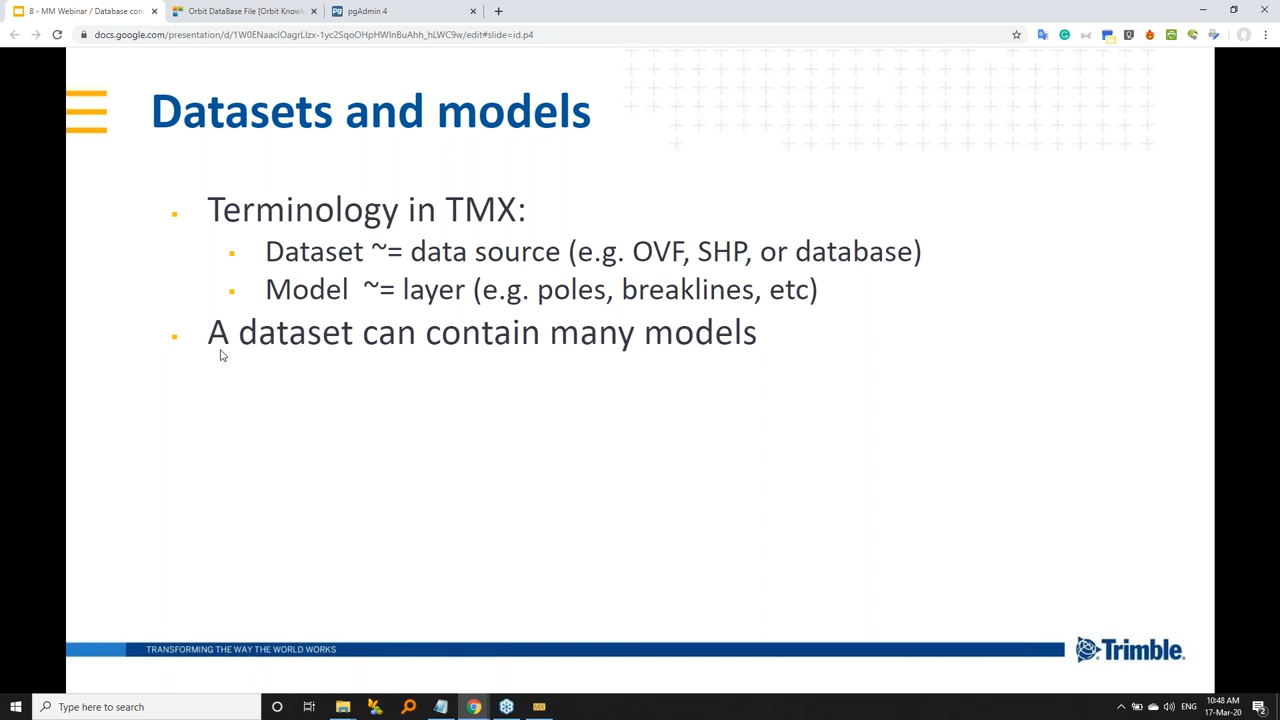 8 - MM Webinar / Database con
Orbit DataBase File [Orbit Knowle
pgAdmin 4
docs.google.com/presentation/d/1W0ENaacIOagrLIzx-1yc2SqoOHpHWInBuAhh_hLWC9w/edit#slide=id.p4
Datasets and models
Terminology in TMX:
Dataset ~= data source (e.g. OVF, SHP, or database)
Model ~= layer (e.g. poles, breaklines, etc)
A dataset can contain many models
TRANSFORMING THE WAY THE WORLD WORKS
Trimble
Type here to search
ENG
10:48 AM
17-Mar-20